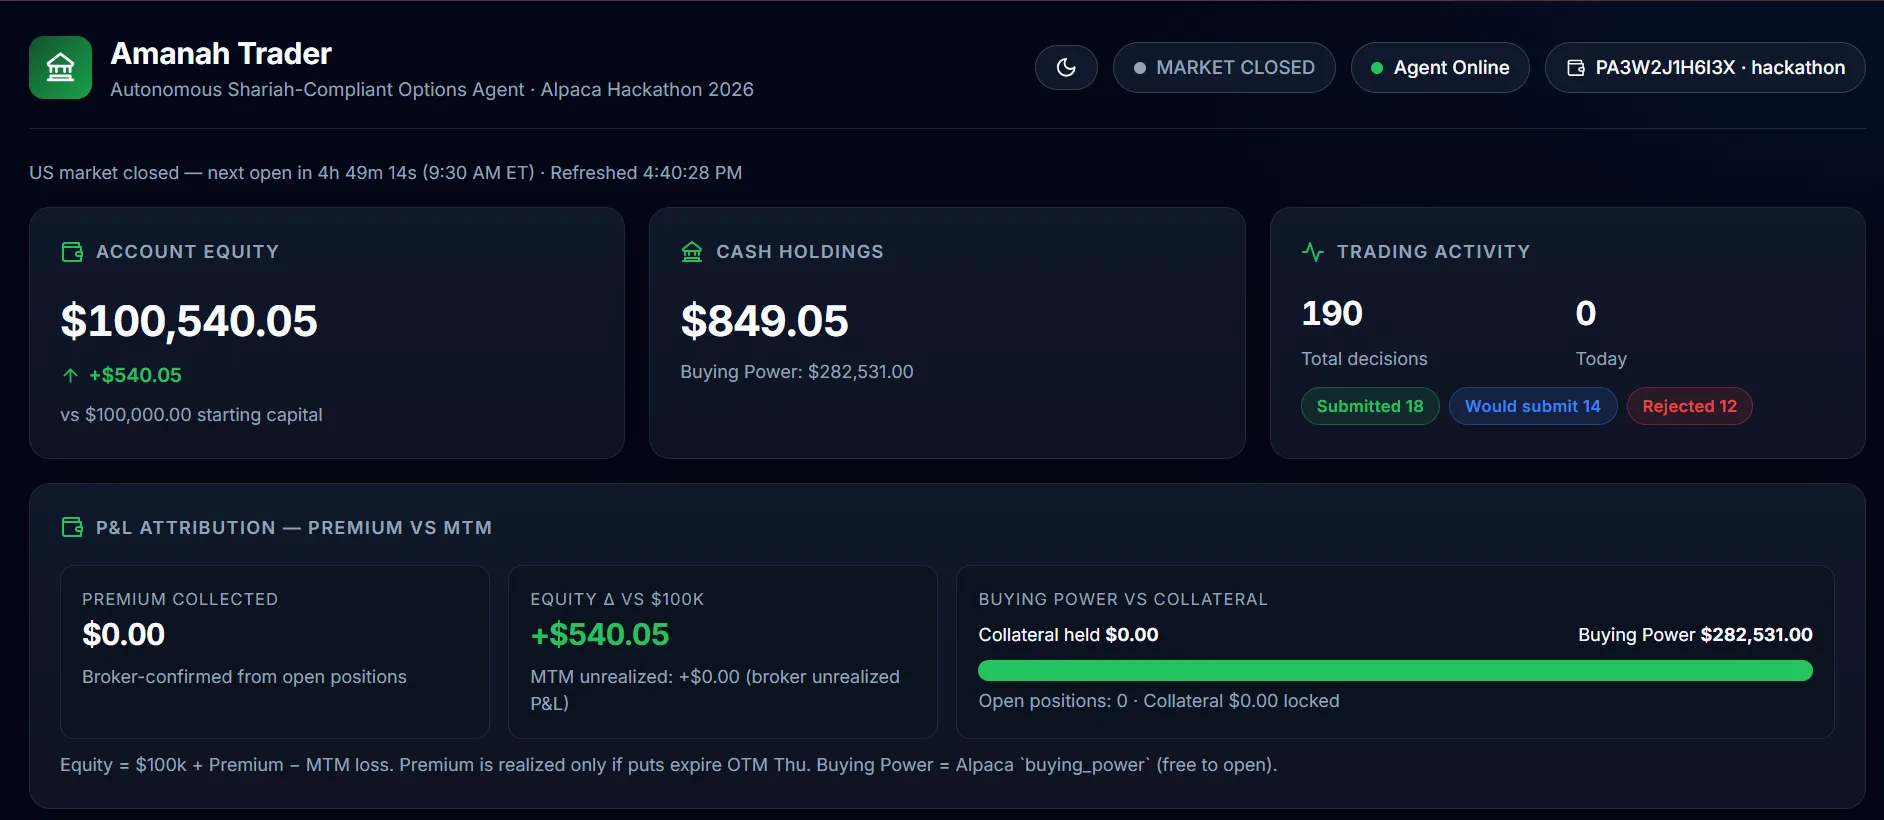 Amanah Trader
Autonomous Shariah-Compliant Options Agent · Alpaca Hackathon 2026
MARKET CLOSED
Agent Online
PA3W2J1H6I3X · hackathon
US market closed — next open in 4h 49m 14s (9:30 AM ET) · Refreshed 4:40:28 PM
ACCOUNT EQUITY
$100,540.05
+$540.05
vs $100,000.00 starting capital
CASH HOLDINGS
$849.05
Buying Power: $282,531.00
TRADING ACTIVITY
190
Total decisions
0
Today
Submitted 18
Would submit 14
Rejected 12
P&L ATTRIBUTION — PREMIUM VS MTM
PREMIUM COLLECTED
$0.00
Broker-confirmed from open positions
EQUITY Δ VS $100K
+$540.05
MTM unrealized: +$0.00 (broker unrealized
P&L)
BUYING POWER VS COLLATERAL
Collateral held $0.00
Buying Power $282,531.00
Open positions: 0 · Collateral $0.00 locked
Equity = $100k + Premium − MTM loss. Premium is realized only if puts expire OTM Thu. Buying Power = Alpaca `buying_power` (free to open).